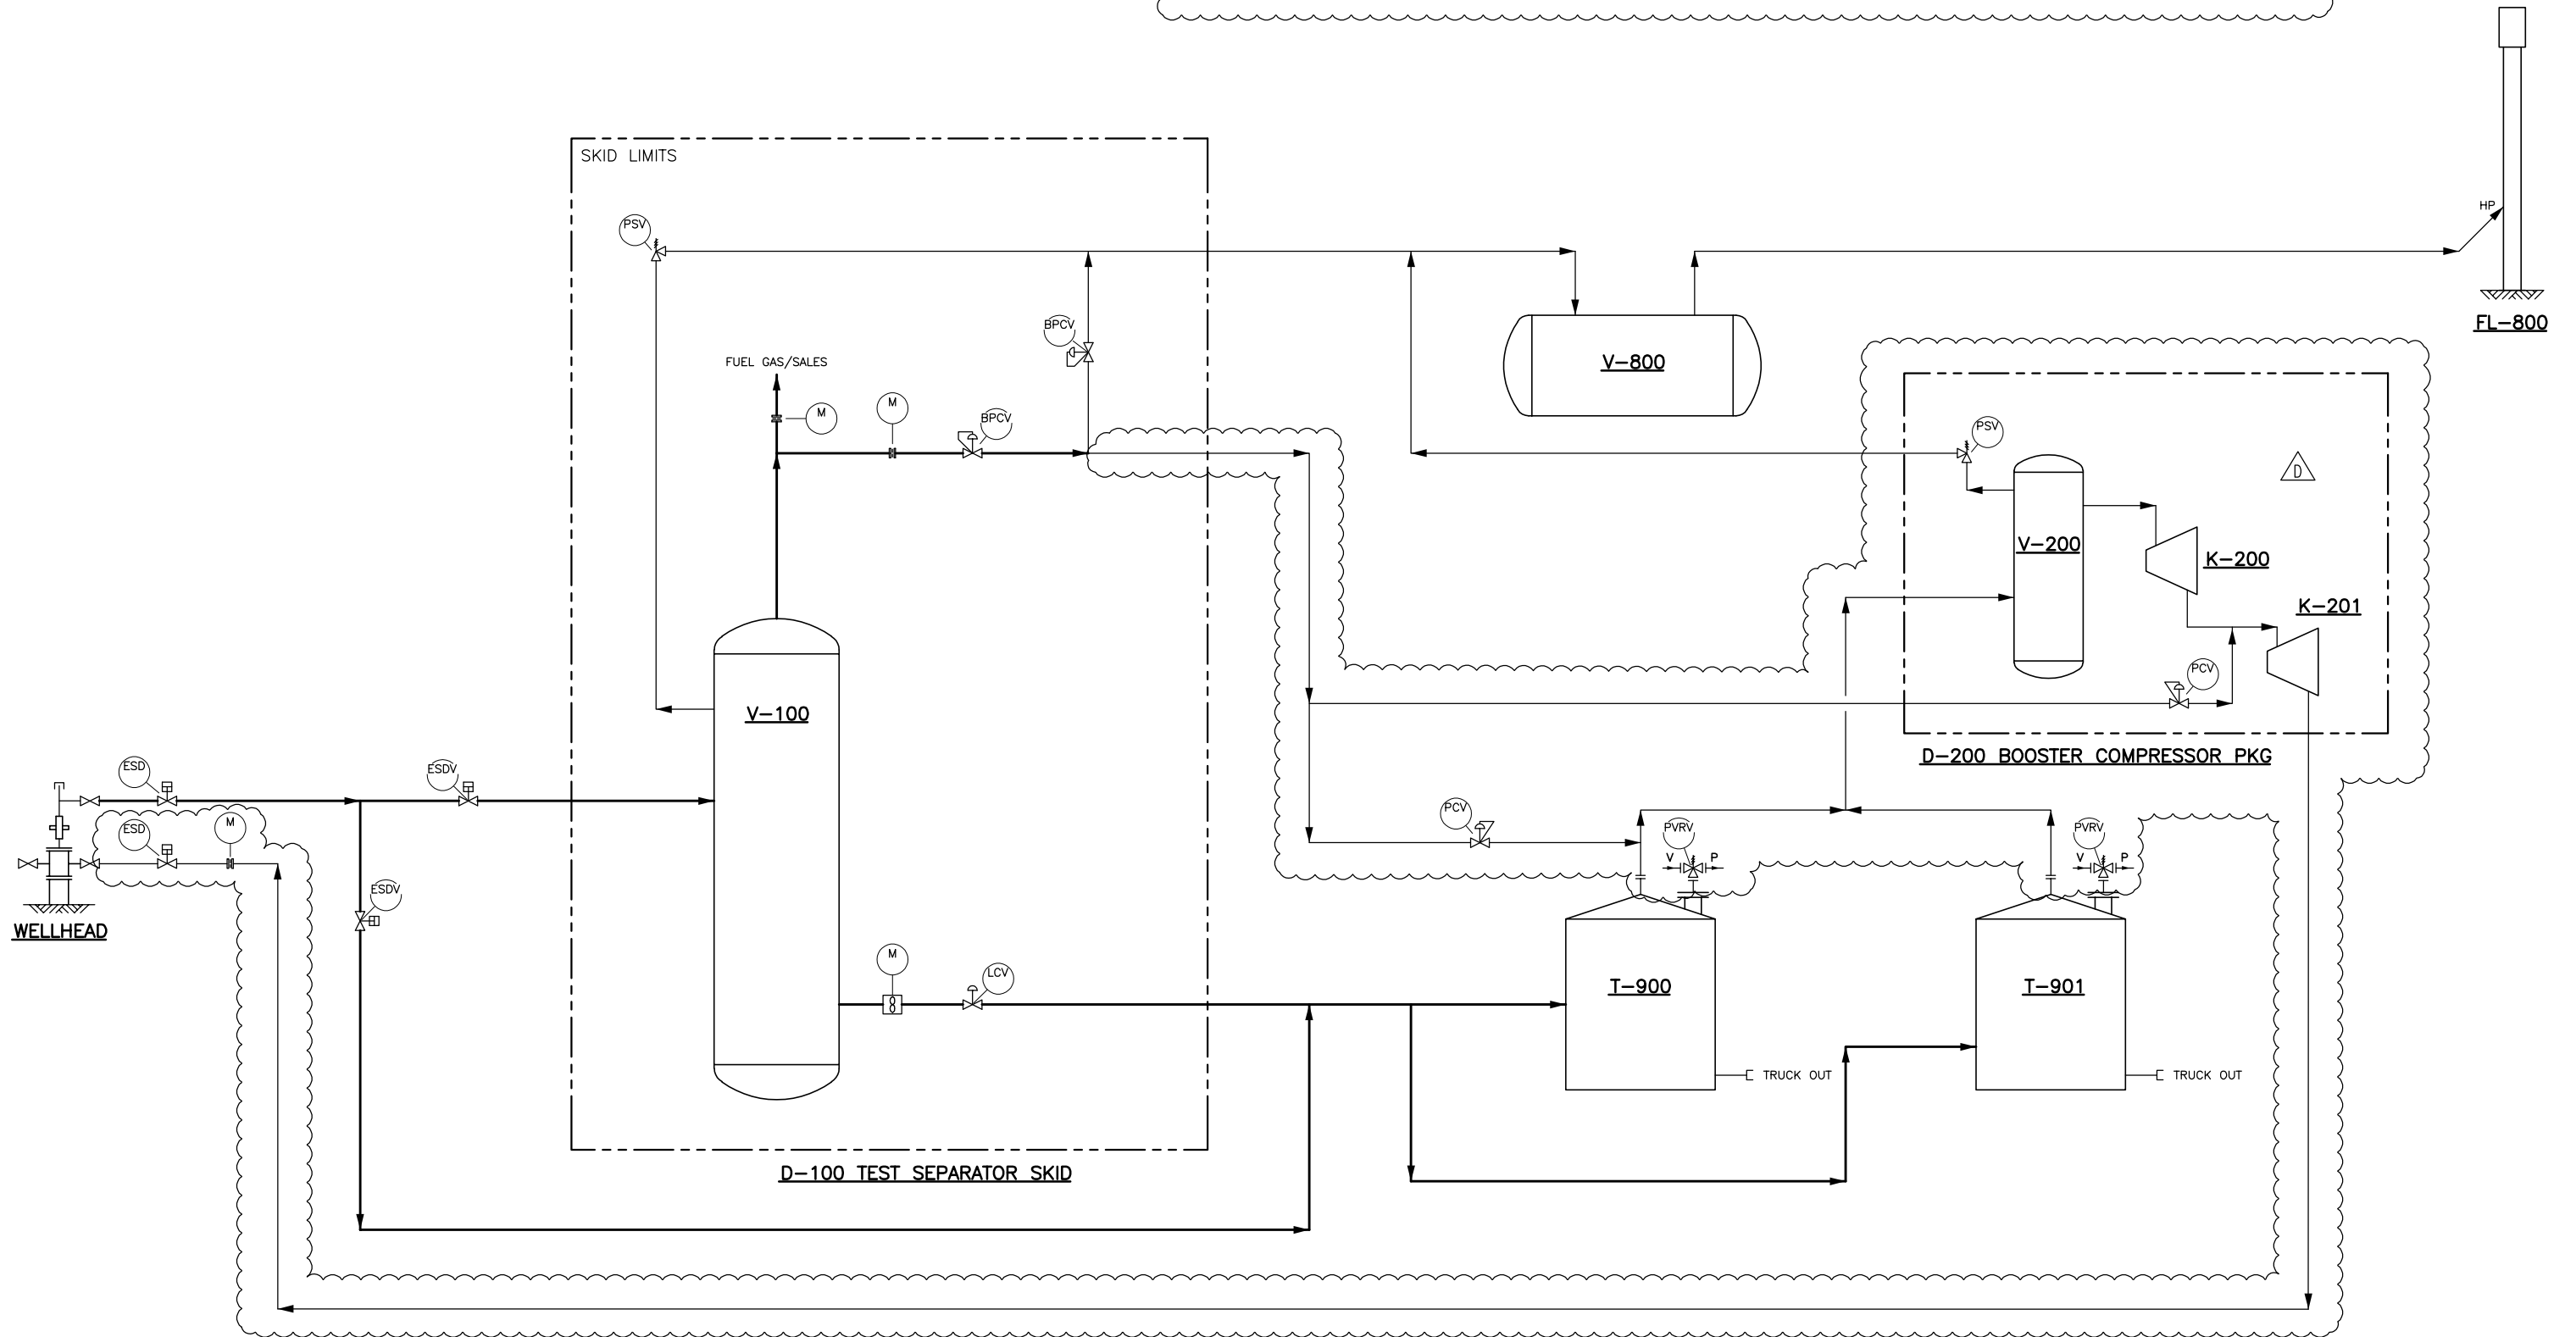 SKID LIMITS
PSV
HP
FL-800
BPCV
V-800
FUEL GAS/SALES
M
M
BPCV
PSV
D
V-200
K-200
K-201
PCV
V-100
D-200 BOOSTER COMPRESSOR PKG
ESD
ESDV
PCV
PVRV
PVRV
ESD
M
V P
V P
ESDV
WELLHEAD
M
LCV
T-900
T-901
TRUCK OUT
TRUCK OUT
D-100 TEST SEPARATOR SKID